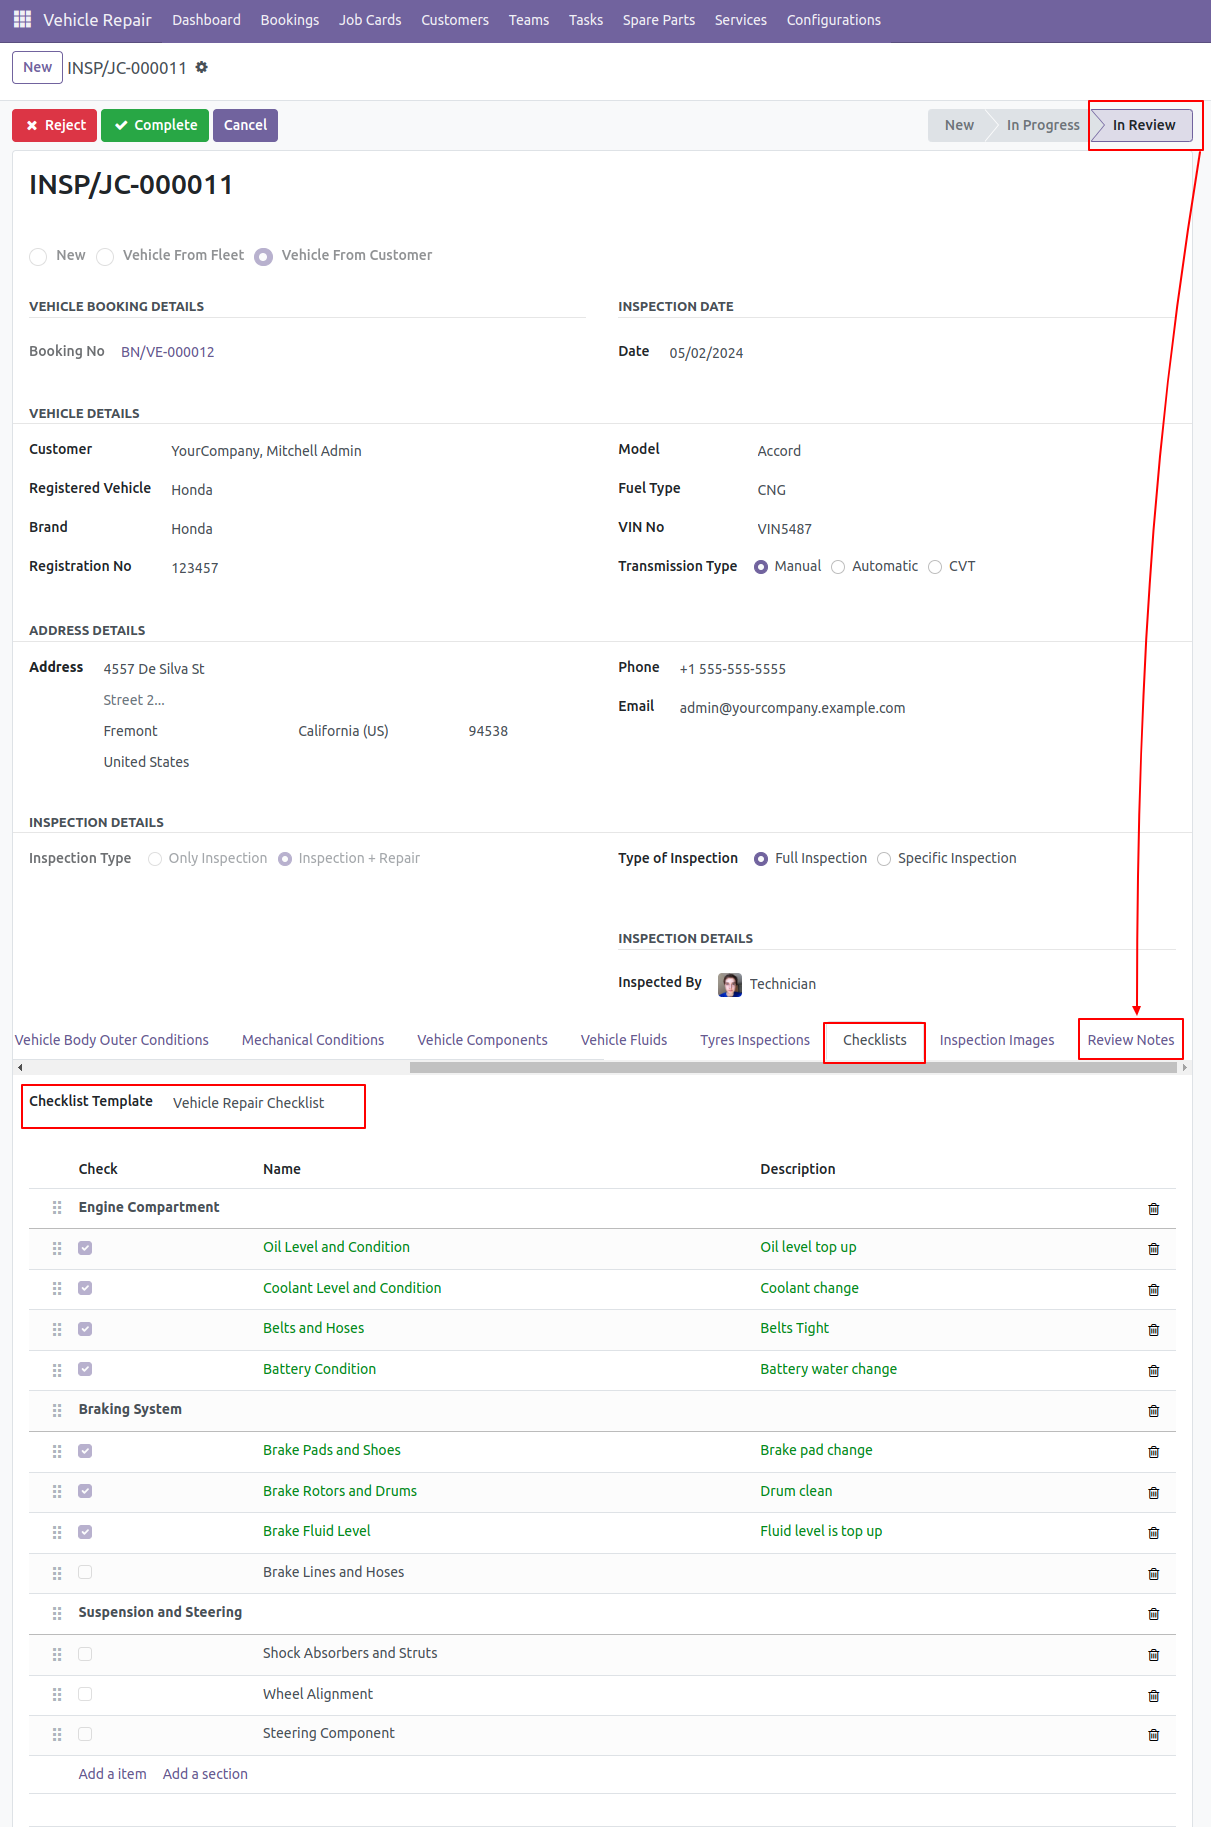 Vehicle Repair Dashboard Bookings Job Cards Customers Teams Tasks Spare Parts Services Configurations
New INSP/JC-000011
Reject Complete Cancel New In Progress In Review
INSP/JC-000011
New Vehicle From Fleet Vehicle From Customer
VEHICLE BOOKING DETAILS INSPECTION DATE
Booking No BN/VE-000012 Date 05/02/2024
VEHICLE DETAILS
Customer YourCompany, Mitchell Admin Model Accord
Registered Vehicle Honda Fuel Type CNG
Brand Honda VIN No VIN5487
Registration No 123457 Transmission Type Manual Automatic CVT
ADDRESS DETAILS
Address 4557 De Silva St Phone +1 555-555-5555
Street 2...
Email admin@yourcompany.example.com
Fremont California (US) 94538
United States
INSPECTION DETAILS
Inspection Type Only Inspection Inspection + Repair Type of Inspection Full Inspection Specific Inspection
INSPECTION DETAILS
Inspected By Technician
Vehicle Body Outer Conditions Mechanical Conditions Vehicle Components Vehicle Fluids Tyres Inspections Checklists Inspection Images Review Notes
Checklist Template Vehicle Repair Checklist
Check Name Description
Engine Compartment
Oil Level and Condition Oil level top up
Coolant Level and Condition Coolant change
Belts and Hoses Belts Tight
Battery Condition Battery water change
Braking System
Brake Pads and Shoes Brake pad change
Brake Rotors and Drums Drum clean
Brake Fluid Level Fluid level is top up
Brake Lines and Hoses
Suspension and Steering
Shock Absorbers and Struts
Wheel Alignment
Steering Component
Add a item Add a section